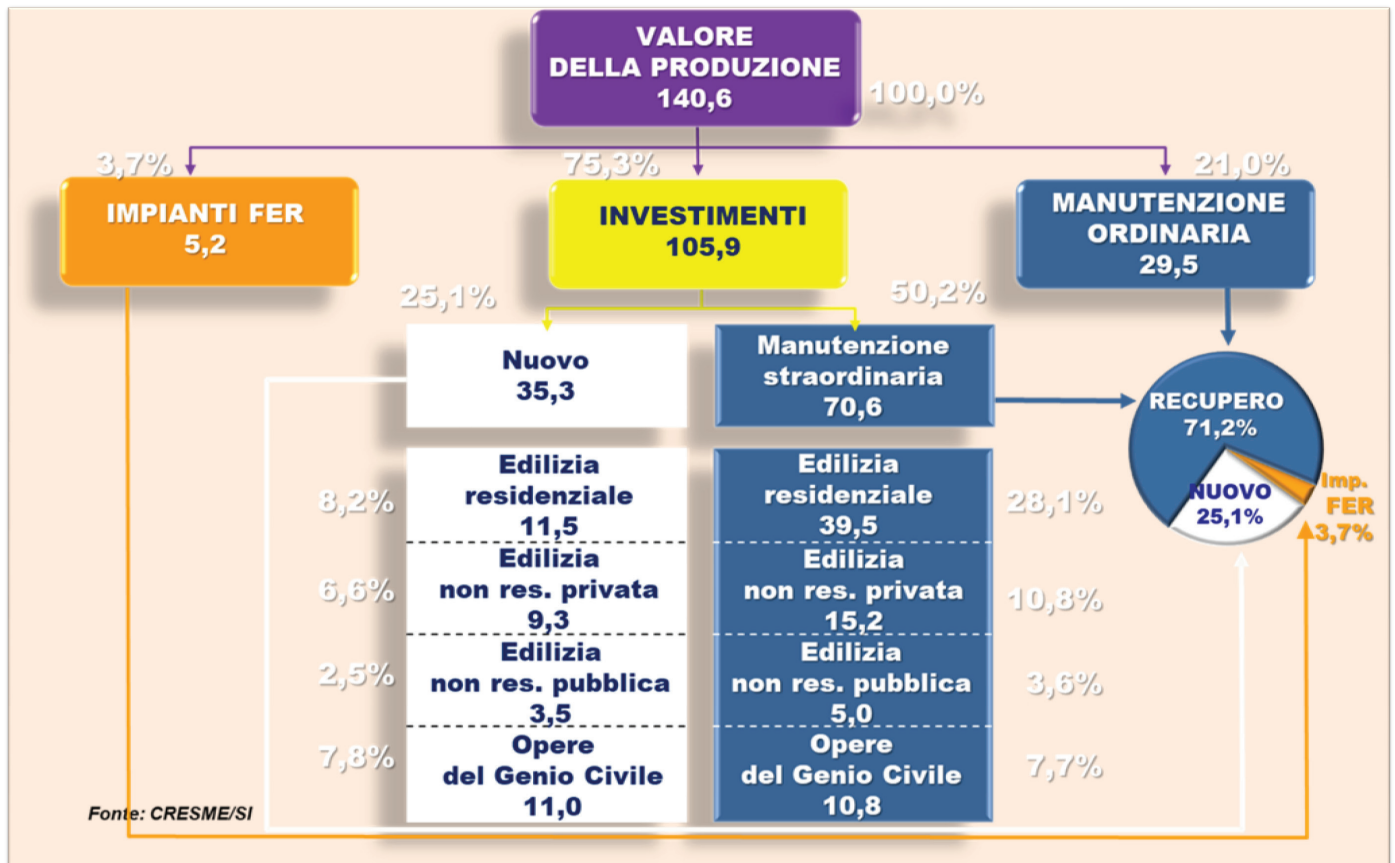 VALORE
DELLA PRODUZIONE
140,6
100,0%
3,7%
75,3%
21,0%
IMPIANTI FER
5,2
INVESTIMENTI
105,9
MANUTENZIONE
ORDINARIA
29,5
25,1%
50,2%
Nuovo
35,3
Manutenzione
straordinaria
70,6
RECUPERO
71,2%
NUOVO
25,1%
Imp.
FER
3,7%
8,2%
Edilizia
residenziale
11,5
Edilizia
residenziale
39,5
28,1%
6,6%
Edilizia
non res. privata
9,3
Edilizia
non res. privata
15,2
10,8%
2,5%
Edilizia
non res. pubblica
3,5
Edilizia
non res. pubblica
5,0
3,6%
7,8%
Opere
del Genio Civile
11,0
Opere
del Genio Civile
10,8
7,7%
Fonte: CRESME/SI